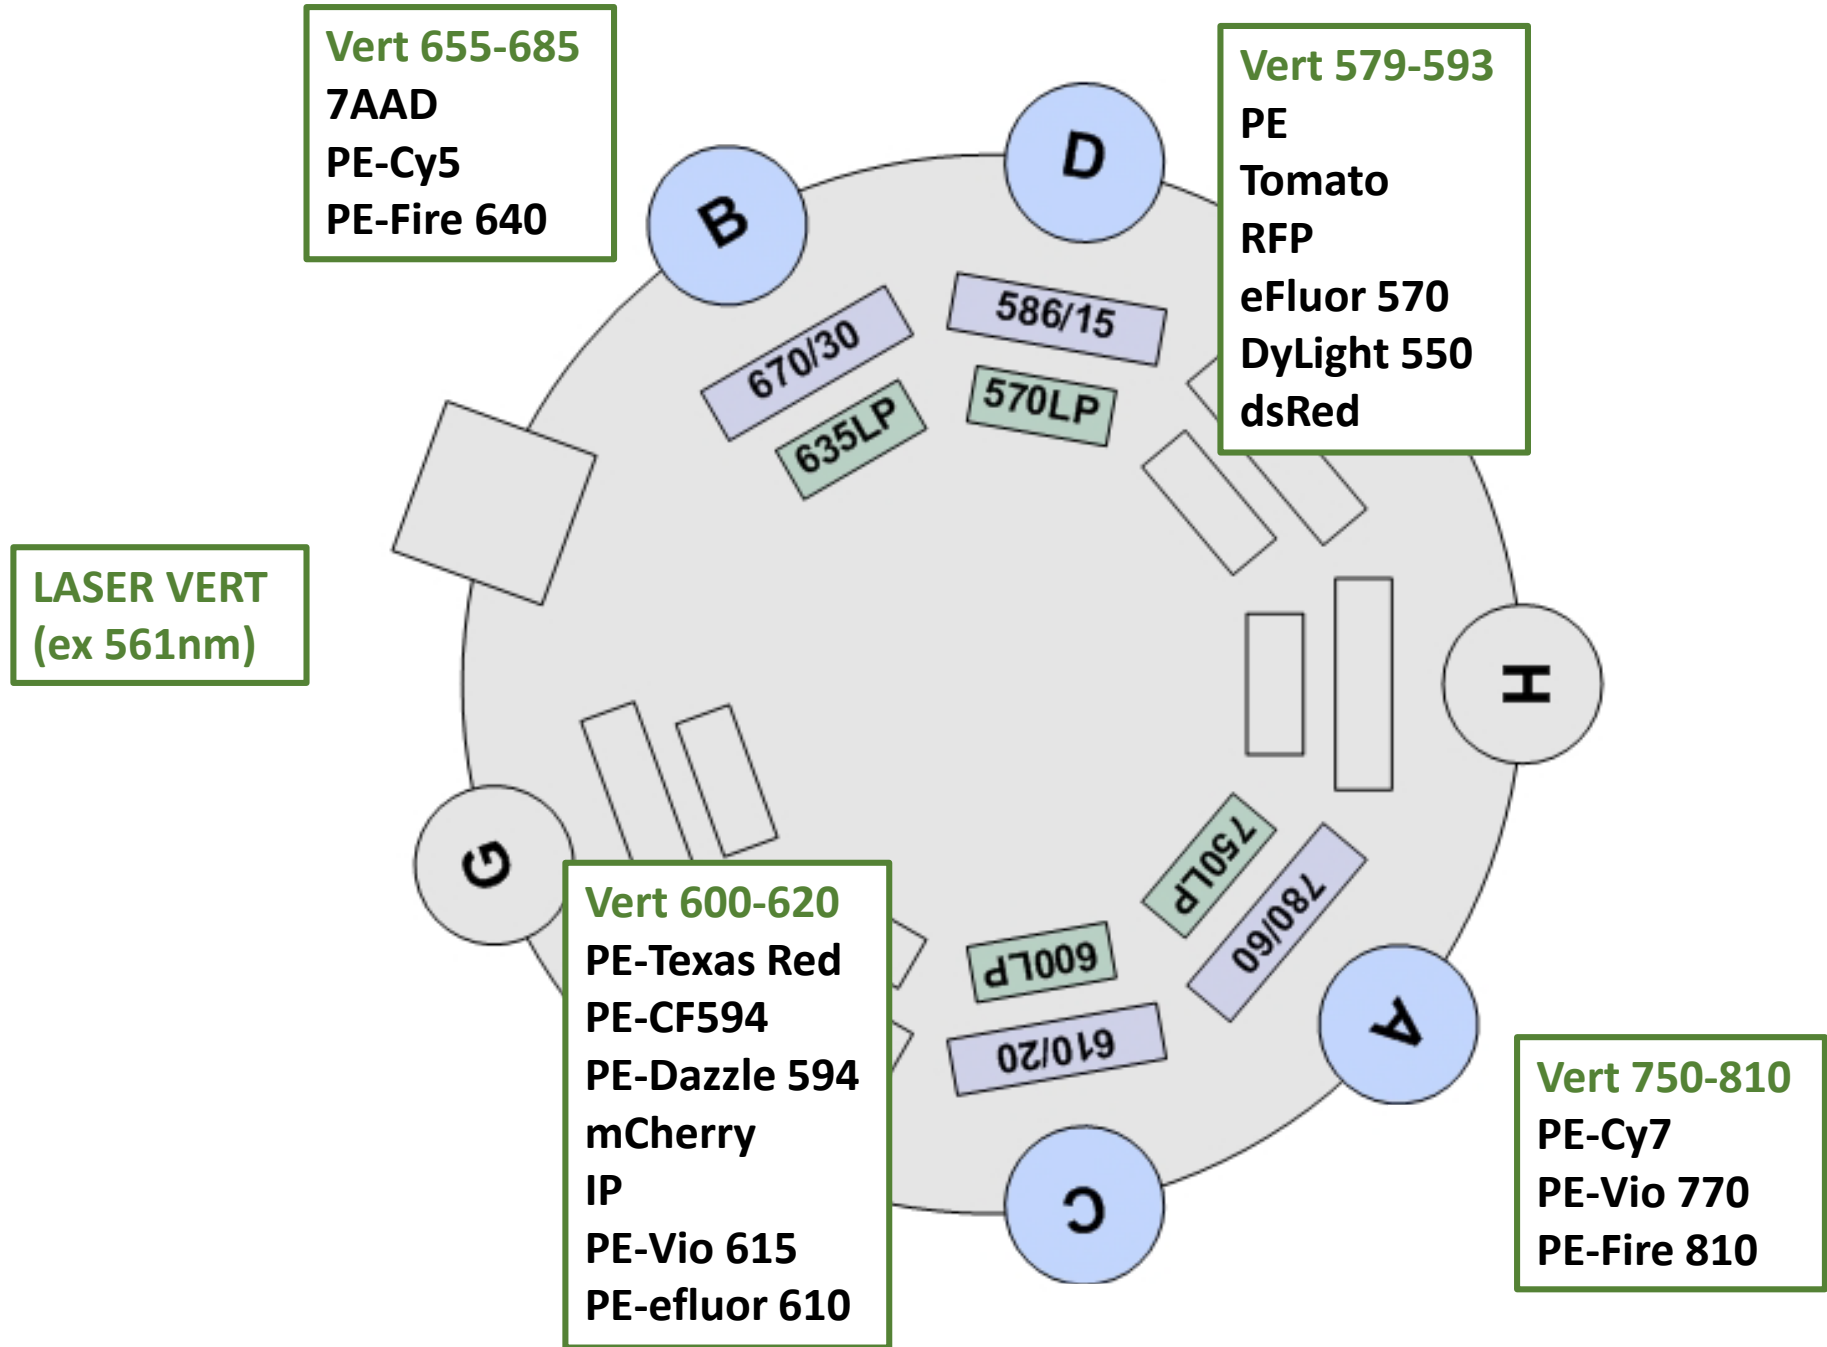 Vert 655-685
7AAD
PE-Cy5
PE-Fire 640
Vert 579-593
PE
Tomato
RFP
eFluor 570
DyLight 550
dsRed
B
D
670/30
635LP
586/15
570LP
LASER VERT
(ex 561nm)
H
G
750LP
780/60
600LP
610/20
A
C
Vert 600-620
PE-Texas Red
PE-CF594
PE-Dazzle 594
mCherry
IP
PE-Vio 615
PE-efluor 610
Vert 750-810
PE-Cy7
PE-Vio 770
PE-Fire 810